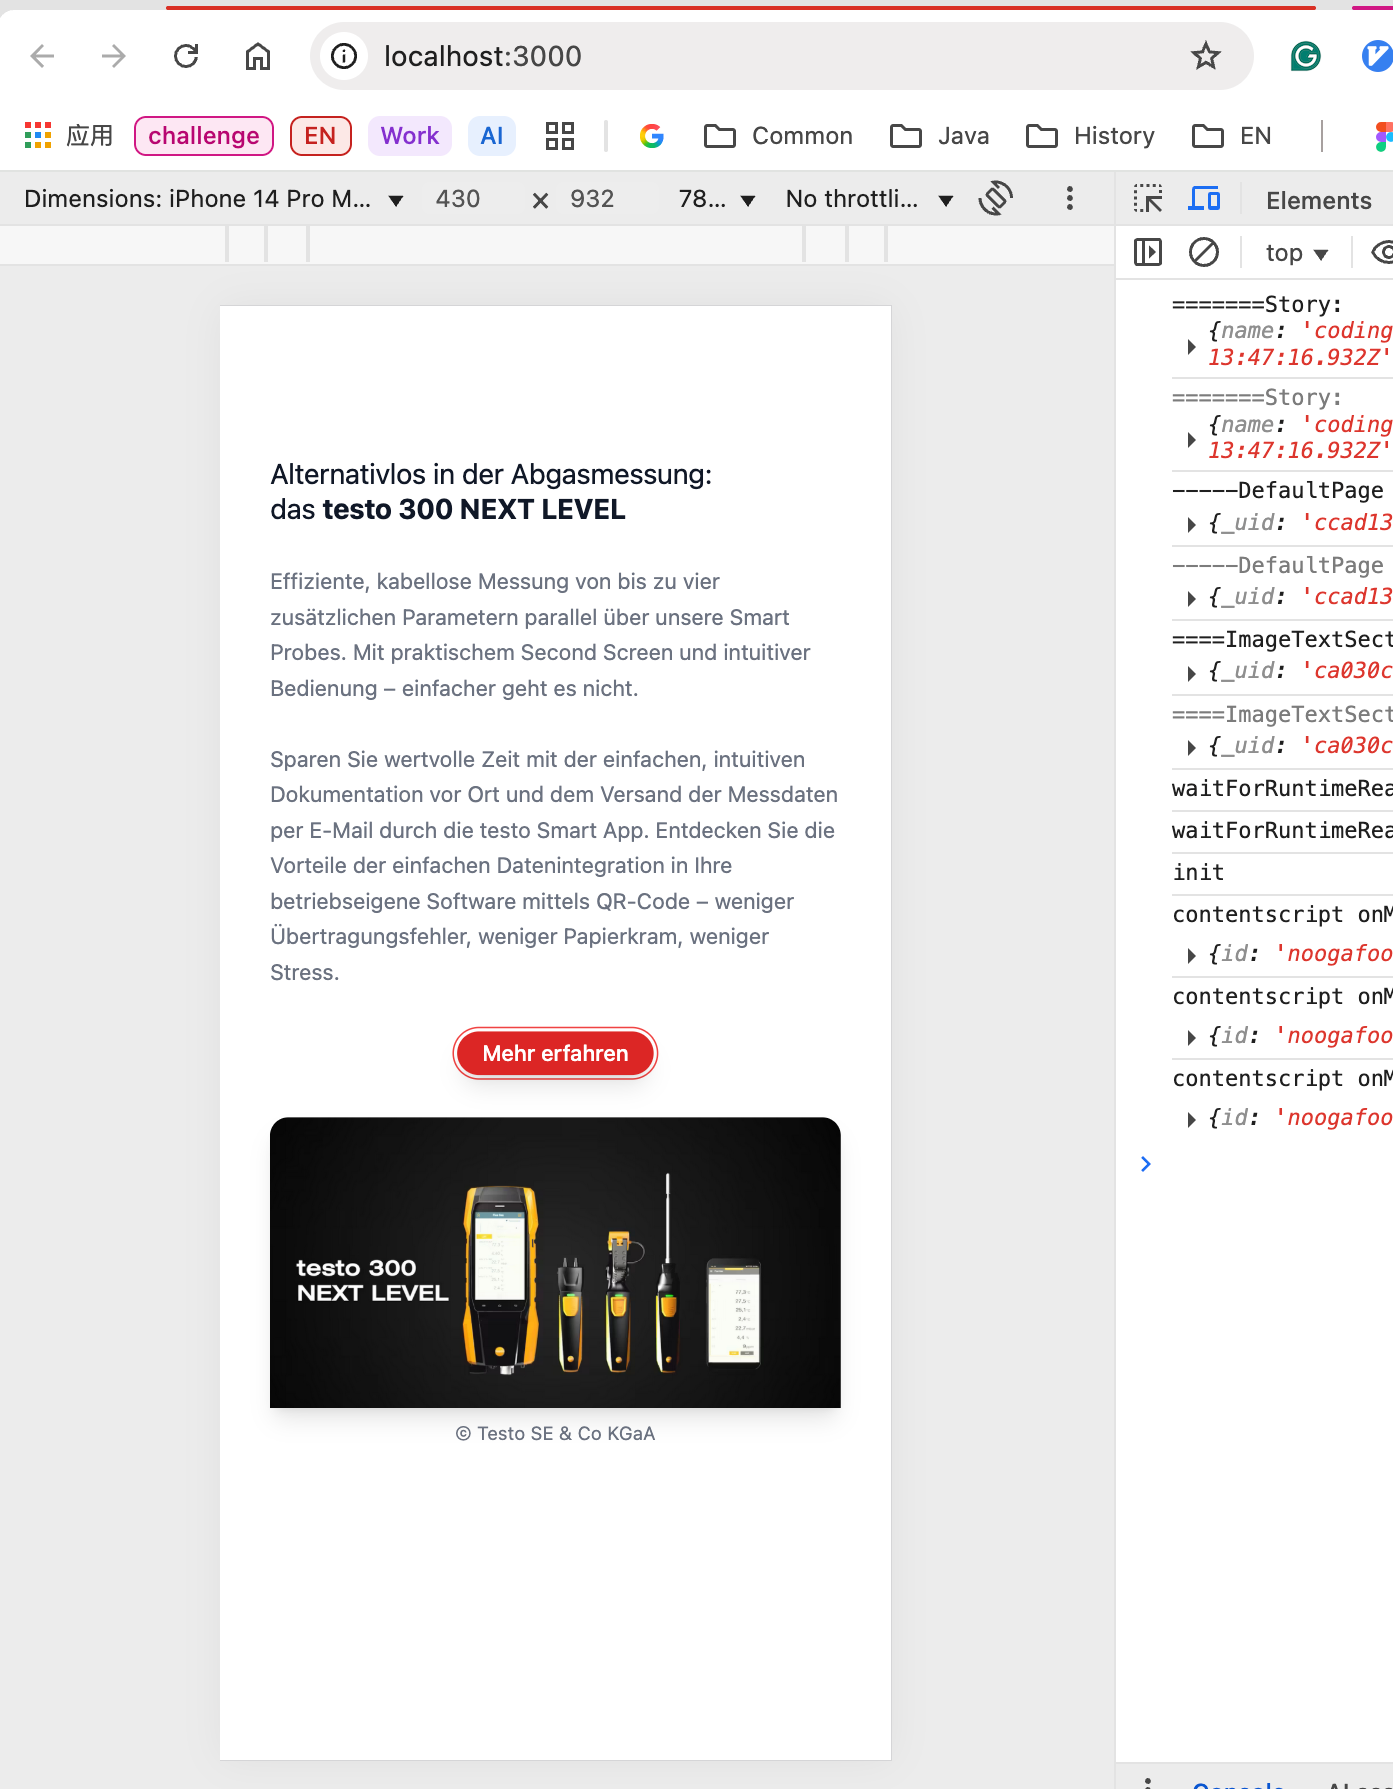 localhost:3000
应用
challenge
EN
Work
AI
Common
Java
History
EN
Dimensions: iPhone 14 Pro M... 430 × 932 78... No throttli...
Elements
top
=======Story:
{name: 'coding
13:47:16.932Z'
=======Story:
{name: 'coding
13:47:16.932Z'
-----DefaultPage
{_uid: 'ccad13
-----DefaultPage
{_uid: 'ccad13
====ImageTextSect
{_uid: 'ca030c
====ImageTextSect
{_uid: 'ca030c
waitForRuntimeRea
waitForRuntimeRea
init
contentscript onM
{id: 'noogafoo
contentscript onM
{id: 'noogafoo
contentscript onM
{id: 'noogafoo
Alternativlos in der Abgasmessung:
das testo 300 NEXT LEVEL
Effiziente, kabellose Messung von bis zu vier
zusätzlichen Parametern parallel über unsere Smart
Probes. Mit praktischem Second Screen und intuitiver
Bedienung – einfacher geht es nicht.
Sparen Sie wertvolle Zeit mit der einfachen, intuitiven
Dokumentation vor Ort und dem Versand der Messdaten
per E-Mail durch die testo Smart App. Entdecken Sie die
Vorteile der einfachen Datenintegration in Ihre
betriebseigene Software mittels QR-Code – weniger
Übertragungsfehler, weniger Papierkram, weniger
Stress.
Mehr erfahren
testo 300
NEXT LEVEL
© Testo SE & Co KGaA
Console